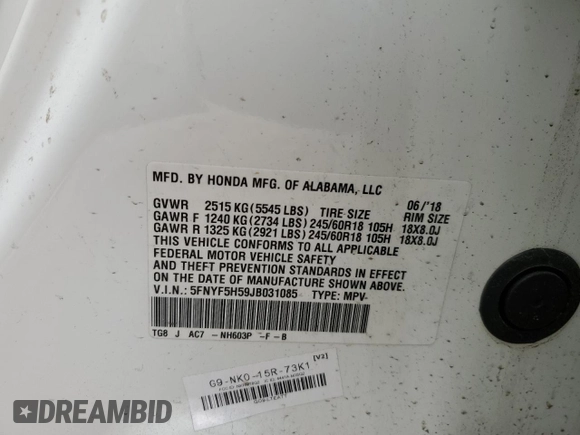 MFD. BY HONDA MFG. OF ALABAMA, LLC 06/'18
GVWR 2515 KG (5545 LBS) TIRE SIZE RIM SIZE
GAWR F 1240 KG (2734 LBS) 245/60R18 105H 18X8.0J
GAWR R 1325 KG (2921 LBS) 245/60R18 105H 18X8.0J
THIS VEHICLE CONFORMS TO ALL APPLICABLE
FEDERAL MOTOR VEHICLE SAFETY
AND THEFT PREVENTION STANDARDS IN EFFECT
ON THE DATE OF MANUFACTURE SHOWN ABOVE.
V.I.N.: 5FNYF5H59JB031085 TYPE: MPV
TG8 J AC7 -NH603P -F -B
[V2]
G9-NK0-15R-73K1
DREAMBID